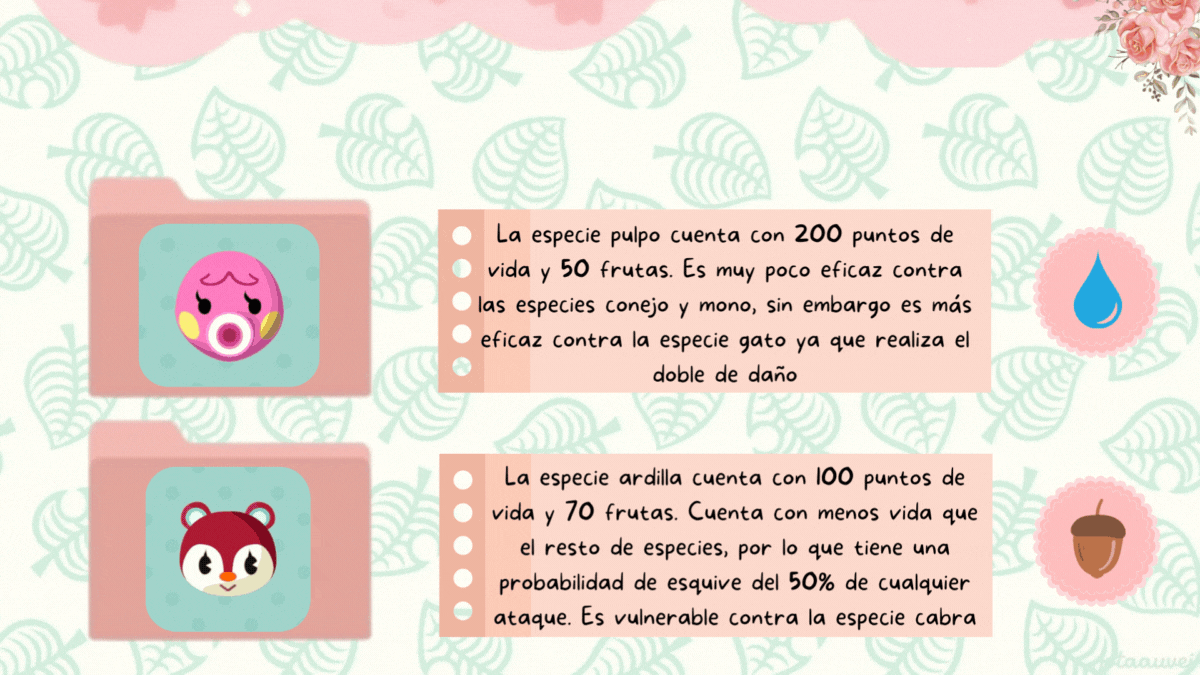 La especie pulpo cuenta con 200 puntos de
vida y 50 frutas. Es muy poco eficaz contra
las especies conejo y mono, sin embargo es más
eficaz contra la especie gato ya que realiza el
doble de daño
La especie ardilla cuenta con 100 puntos de
vida y 70 frutas. Cuenta con menos vida que
el resto de especies, por lo que tiene una
probabilidad de esquive del 50% de cualquier
ataque. Es vulnerable contra la especie cabra